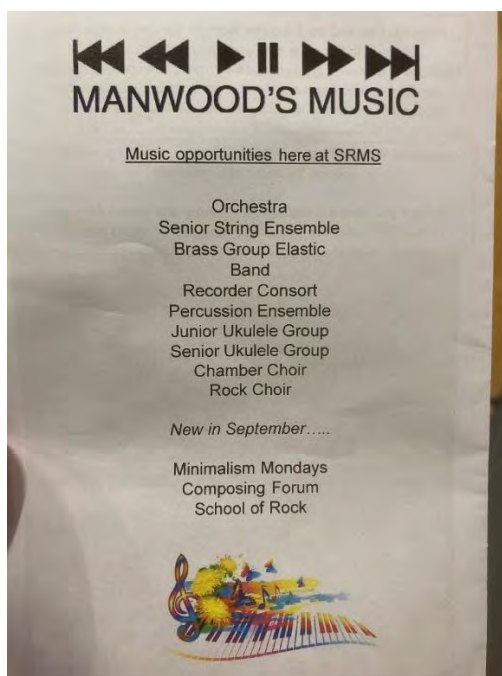 MANWOOD'S MUSIC
Music opportunities here at SRMS
Orchestra
Senior String Ensemble
Brass Group Elastic
Band
Recorder Consort
Percussion Ensemble
Junior Ukulele Group
Senior Ukulele Group
Chamber Choir
Rock Choir
New in September.....
Minimalism Mondays
Composing Forum
School of Rock